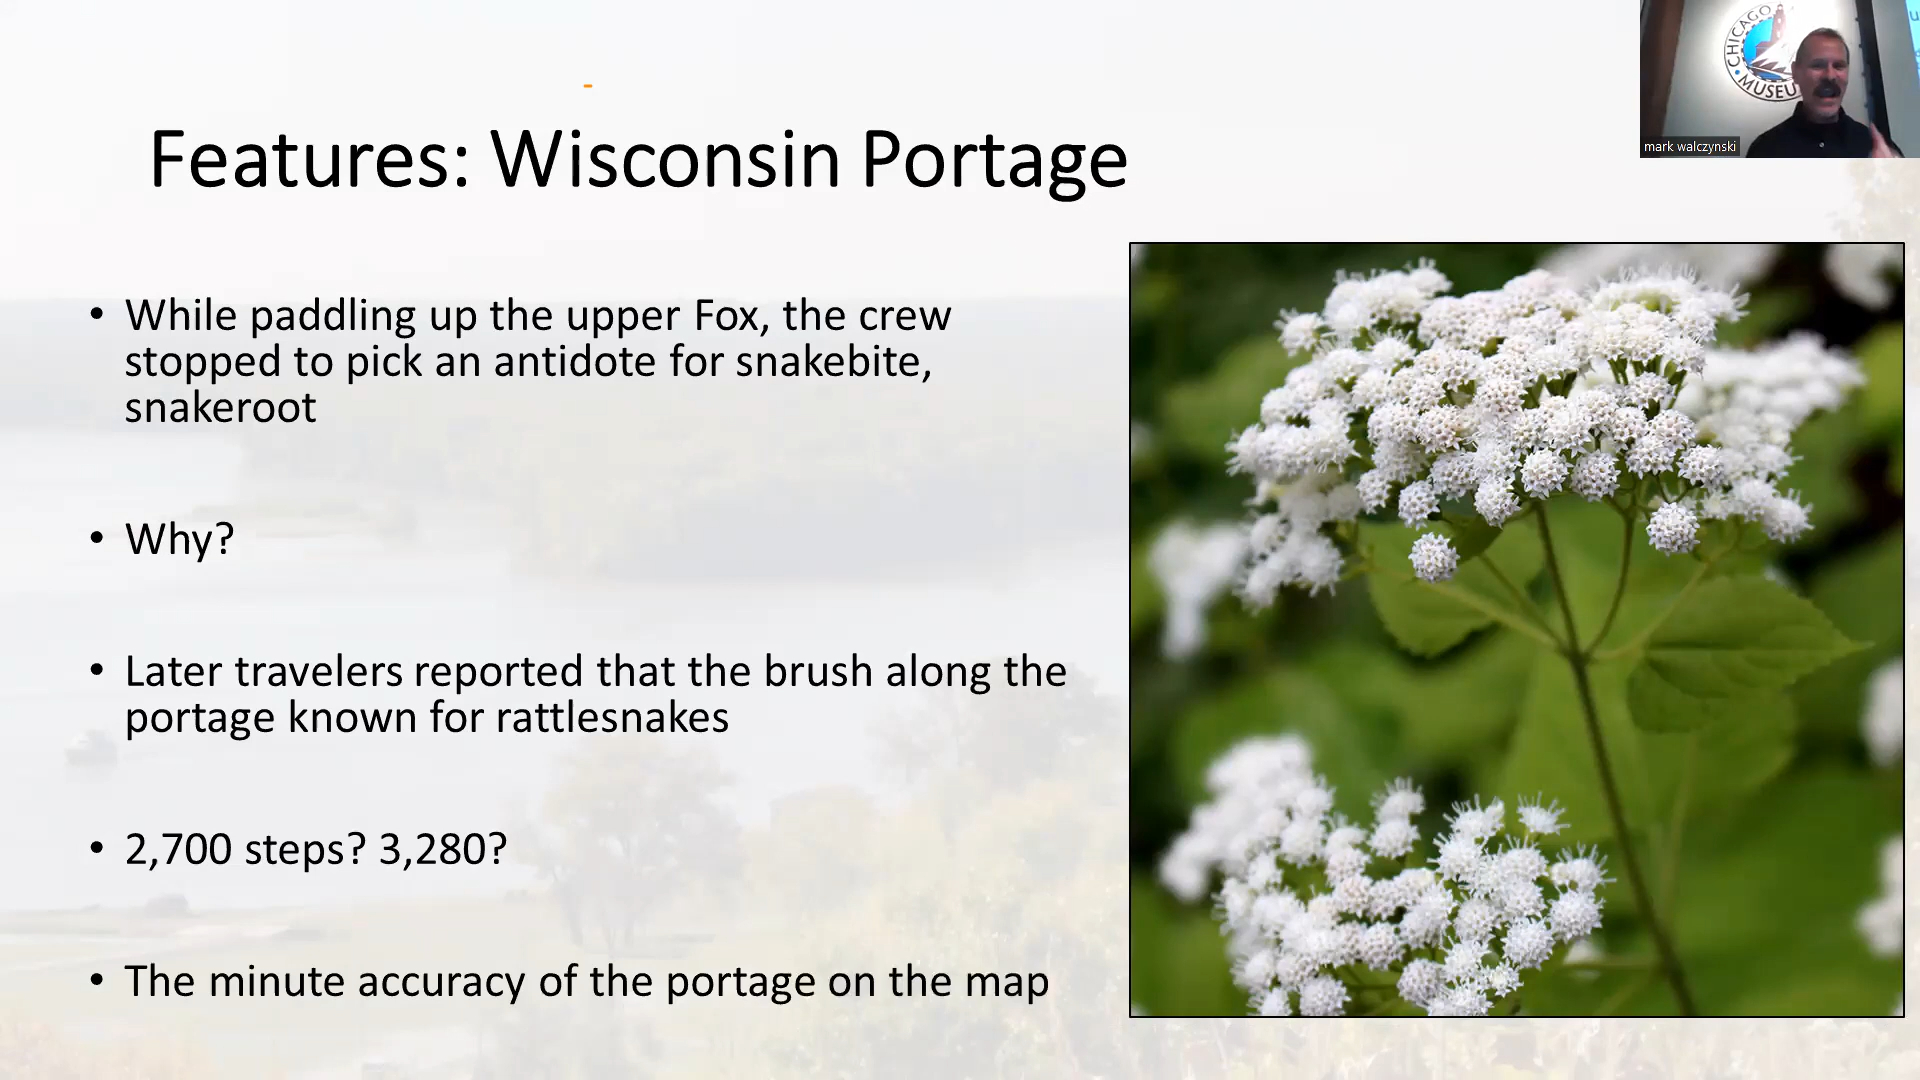 CHICAGO
MUSEU
mark walczynski
Features: Wisconsin Portage
• While paddling up the upper Fox, the crew
stopped to pick an antidote for snakebite,
snakeroot
• Why?
• Later travelers reported that the brush along the
portage known for rattlesnakes
• 2,700 steps? 3,280?
• The minute accuracy of the portage on the map